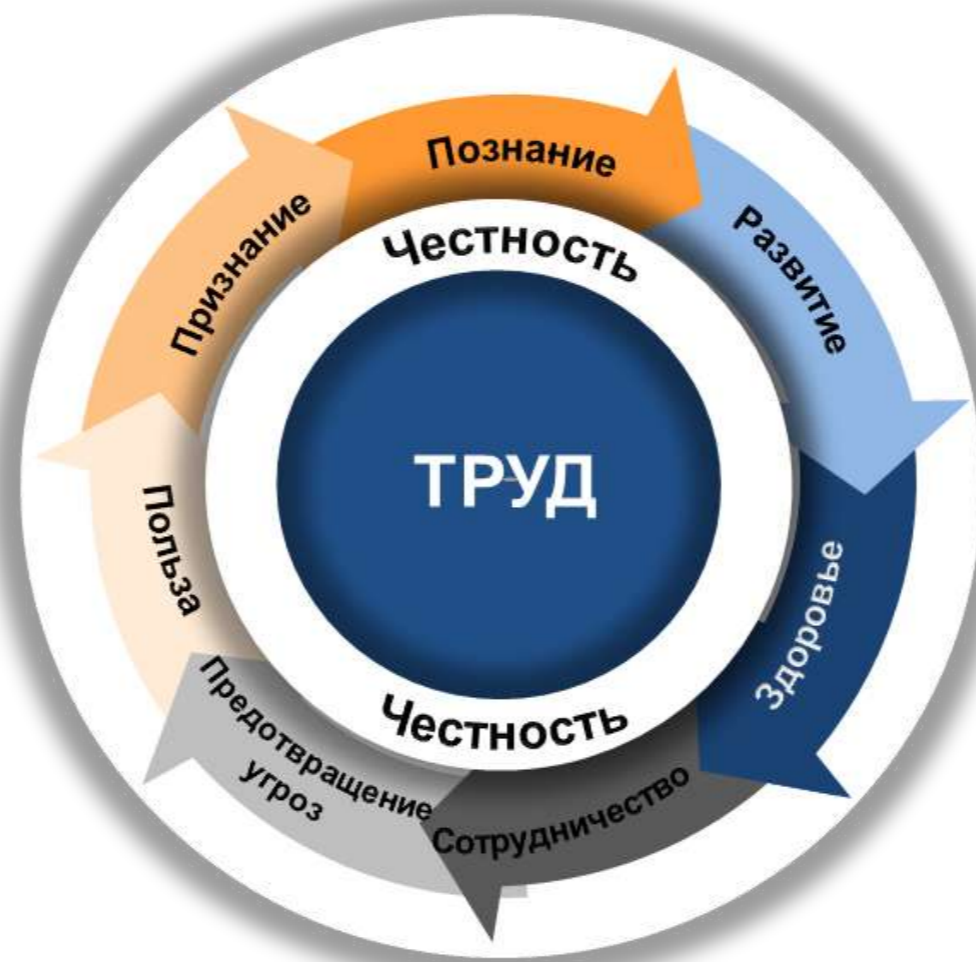 Познание
Развитие
Здоровье
Сотрудничество
Предотвращение
угроз
Польза
Признание
Честность
ТРУД
Честность